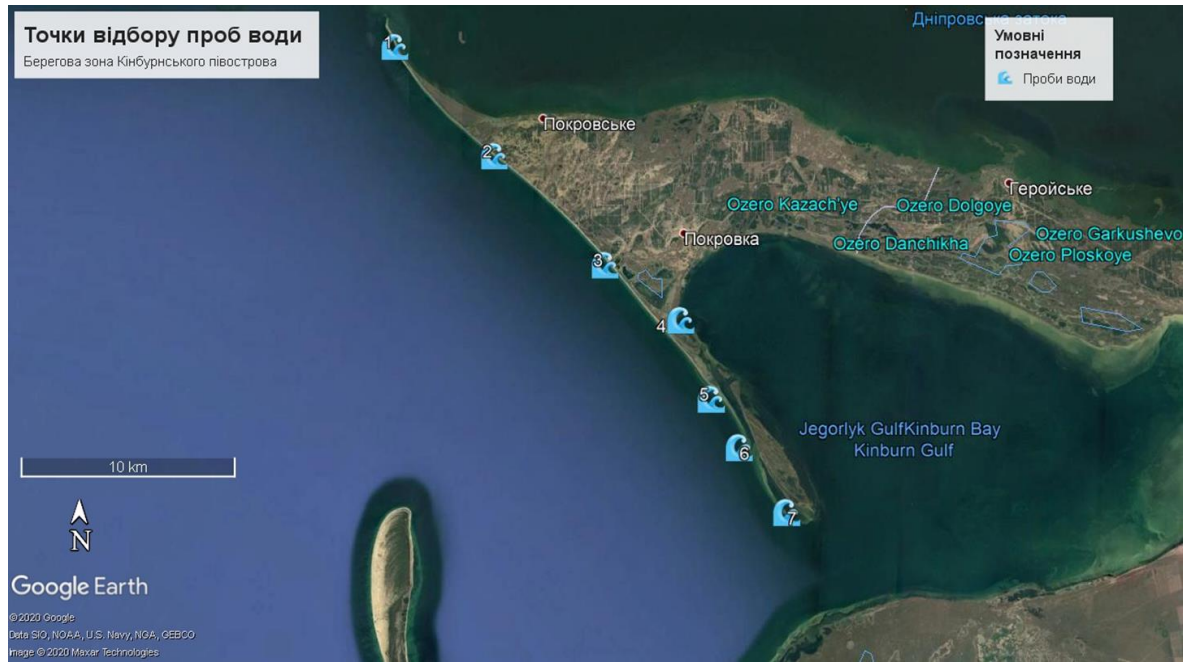 Точки відбору проб води
Берегова зона Кінбурнського півострова
Дніпровська затока
Умовні
позначення
Проби води
1
Покровське
2
Геройське
Ozero Kazach'ye
Ozero Dolgoye
Покровка
Ozero Danchikha
Ozero Garkushevo
Ozero Ploskoye
3
4
5
Jegorlyk GulfKinburn Bay
Kinburn Gulf
6
10 km
7
N
Google Earth
©2020 Google
Data SIO, NOAA, U.S. Navy, NGA, GEBCO
Image © 2020 Maxar Technologies